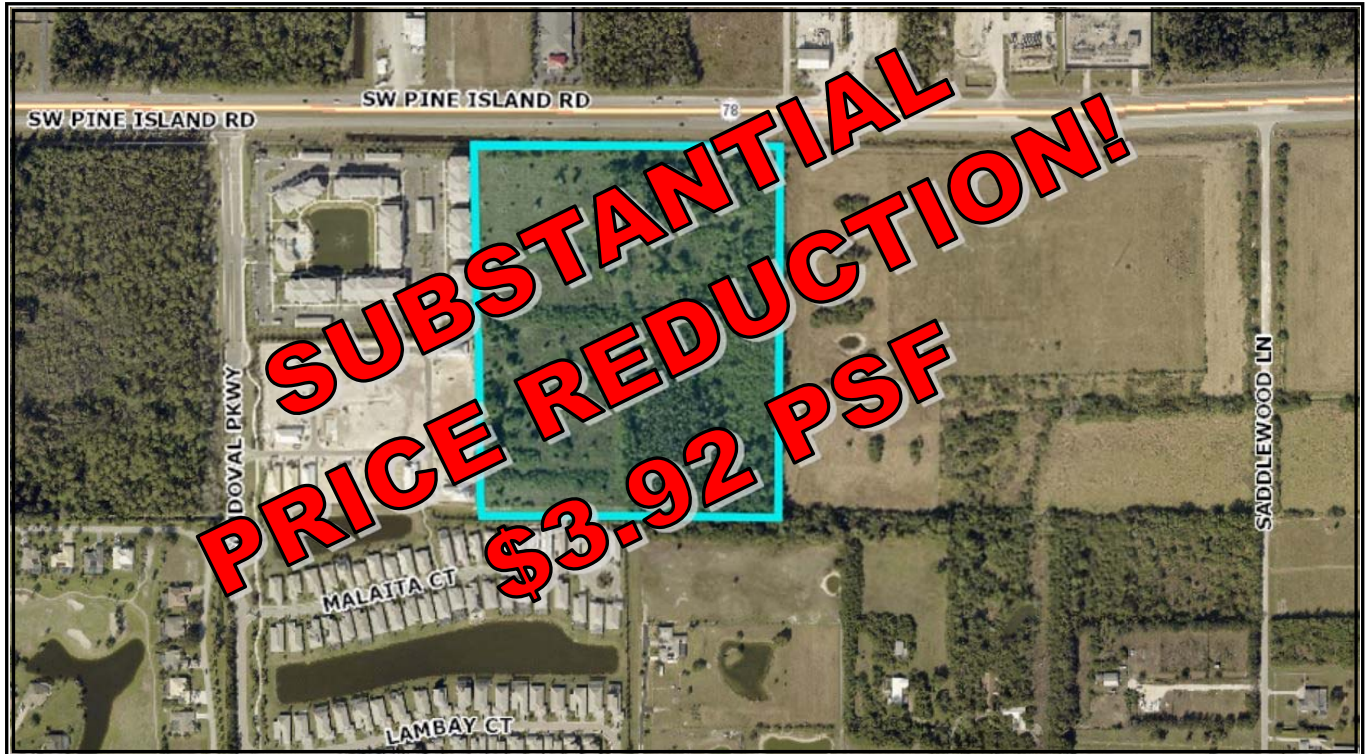 SW PINE ISLAND RD
78
SW PINE ISLAND RD
SUBSTANTIAL
PRICE REDUCTION!
$3.92 PSF
DOVAL PKWY
SADDLEWOOD LN
MALAITA CT
LAMBAY CT